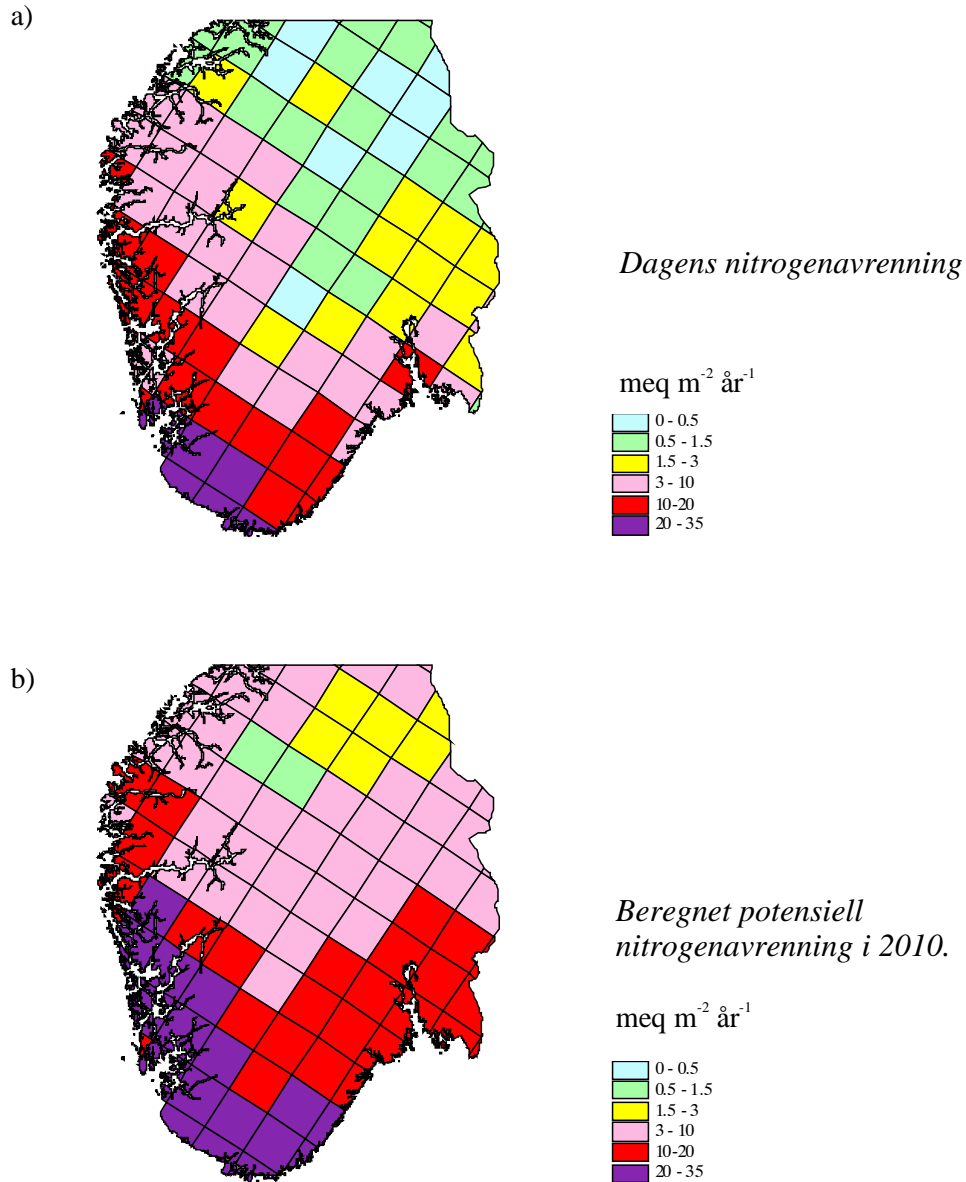 a)
Dagens nitrogenavrenning
meq m⁻² år⁻¹
0 - 0.5
0.5 - 1.5
1.5 - 3
3 - 10
10-20
20 - 35
b)
Beregnet potensiell
nitrogenavrenning i 2010.
meq m⁻² år⁻¹
0 - 0.5
0.5 - 1.5
1.5 - 3
3 - 10
10-20
20 - 35